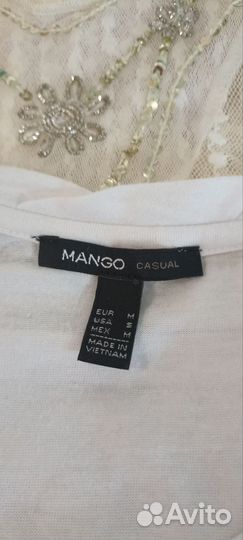 MANGO CASUAL
EUR M
USA S
MEX M
MADE IN
VIETNAM
Avito